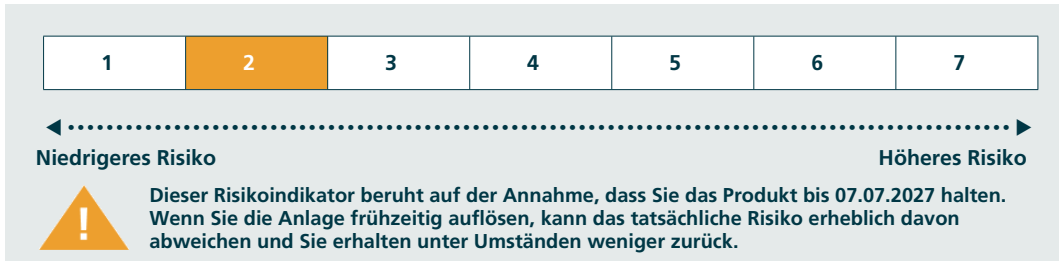 1 2 3 4 5 6 7
Niedrigeres Risiko Höheres Risiko
! Dieser Risikoindikator beruht auf der Annahme, dass Sie das Produkt bis 07.07.2027 halten.
Wenn Sie die Anlage frühzeitig auflösen, kann das tatsächliche Risiko erheblich davon
abweichen und Sie erhalten unter Umständen weniger zurück.